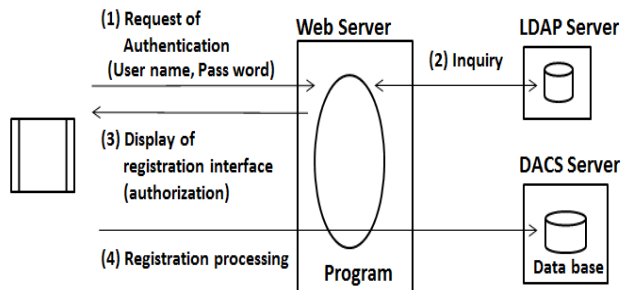 (1) Request of
Authentication
(User name, Pass word)
Web Server
LDAP Server
(2) Inquiry
(3) Display of
registration interface
(authorization)
DACS Server
(4) Registration processing
Program
Data base